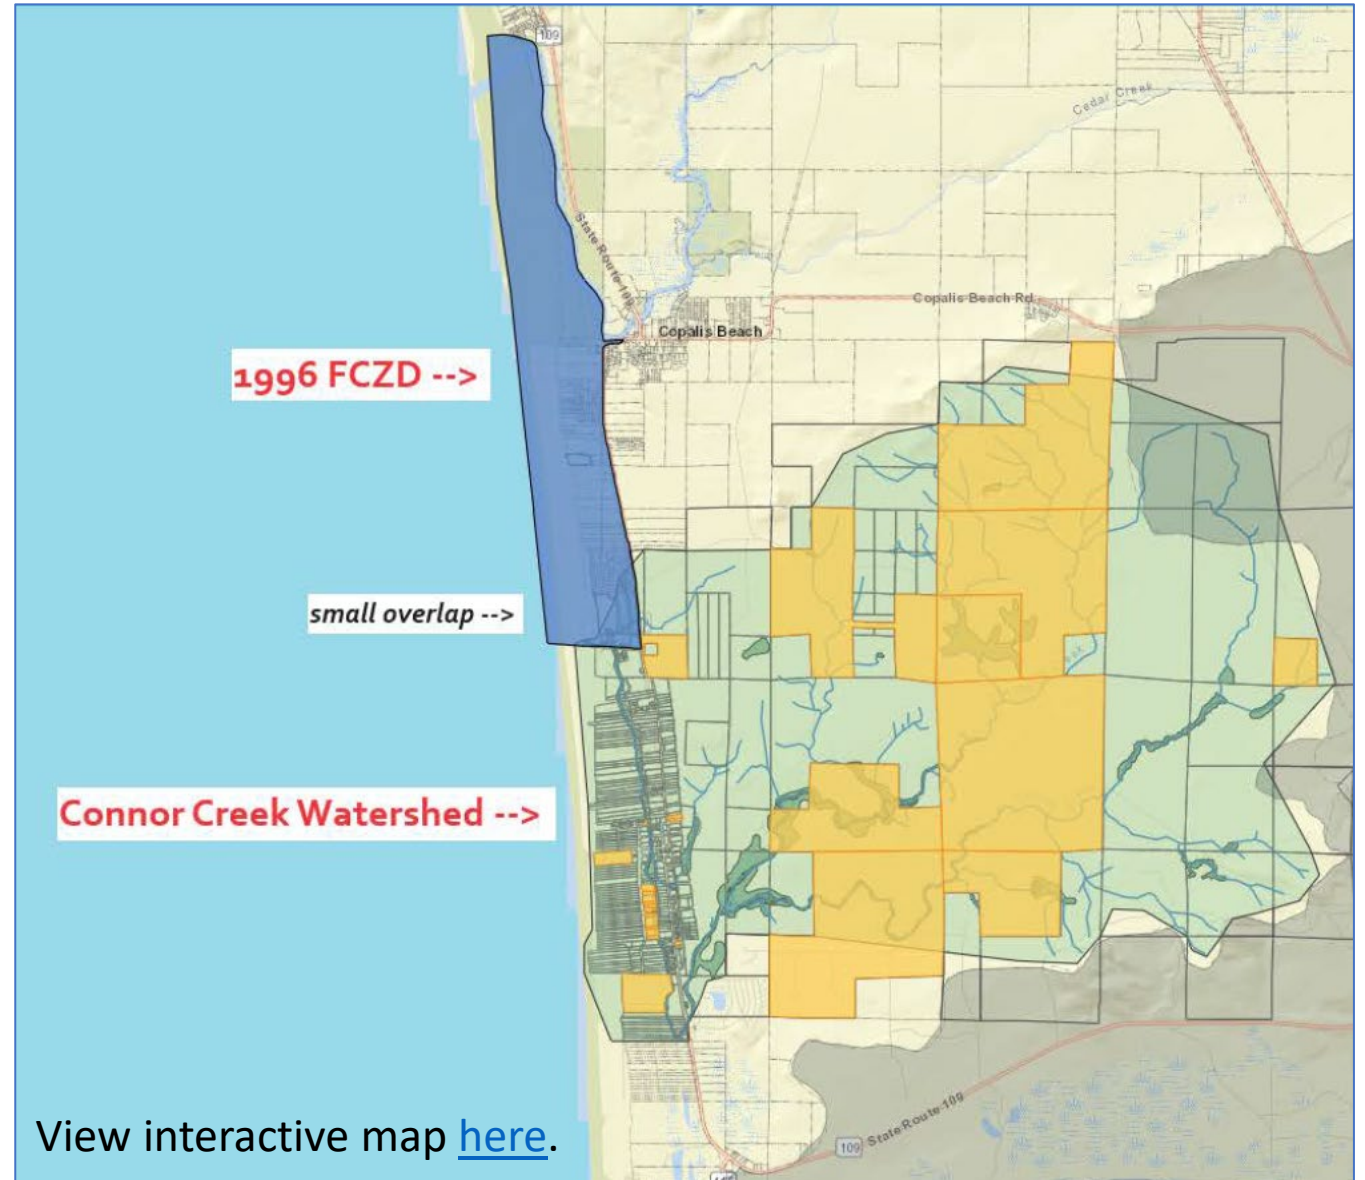 109
Cedar Creek
State Route 109
Copalis Beach Rd
Copalis Beach
1996 FCZD -->
small overlap -->
Connor Creek Watershed -->
State Route 109
109
View interactive map here.